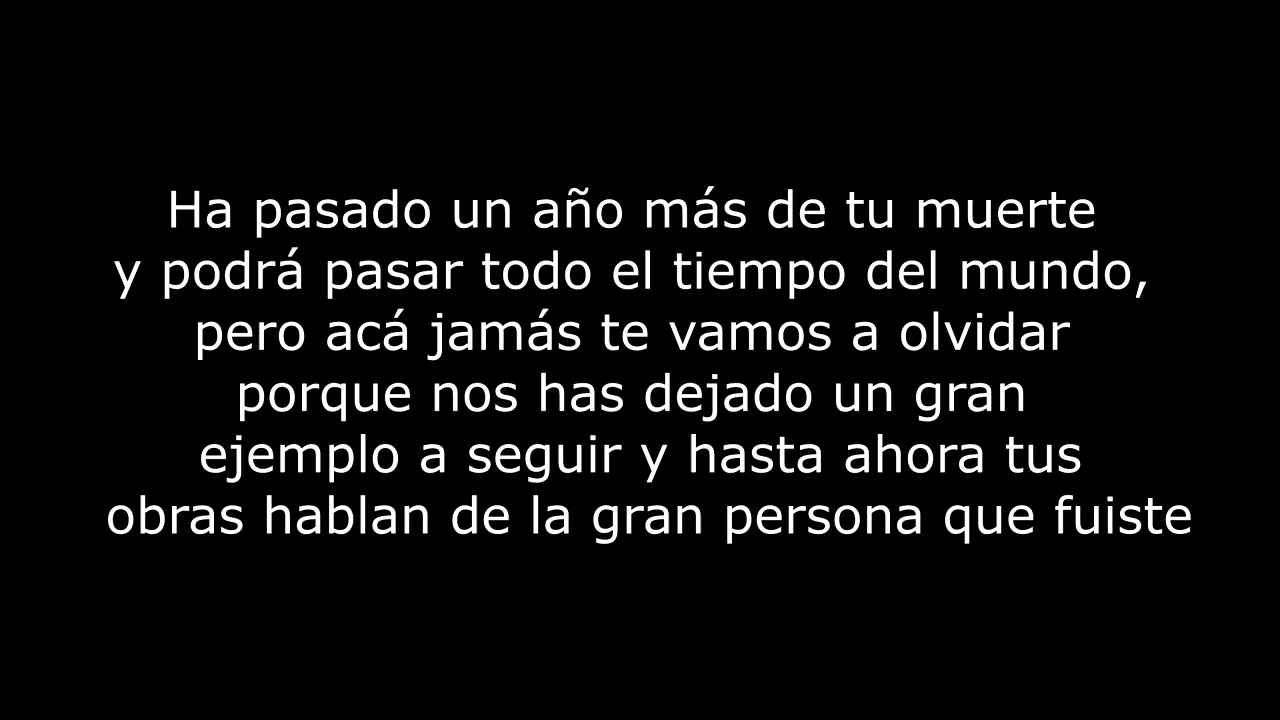 Ha pasado un año más de tu muerte
y podrá pasar todo el tiempo del mundo,
pero acá jamás te vamos a olvidar
porque nos has dejado un gran
ejemplo a seguir y hasta ahora tus
obras hablan de la gran persona que fuiste